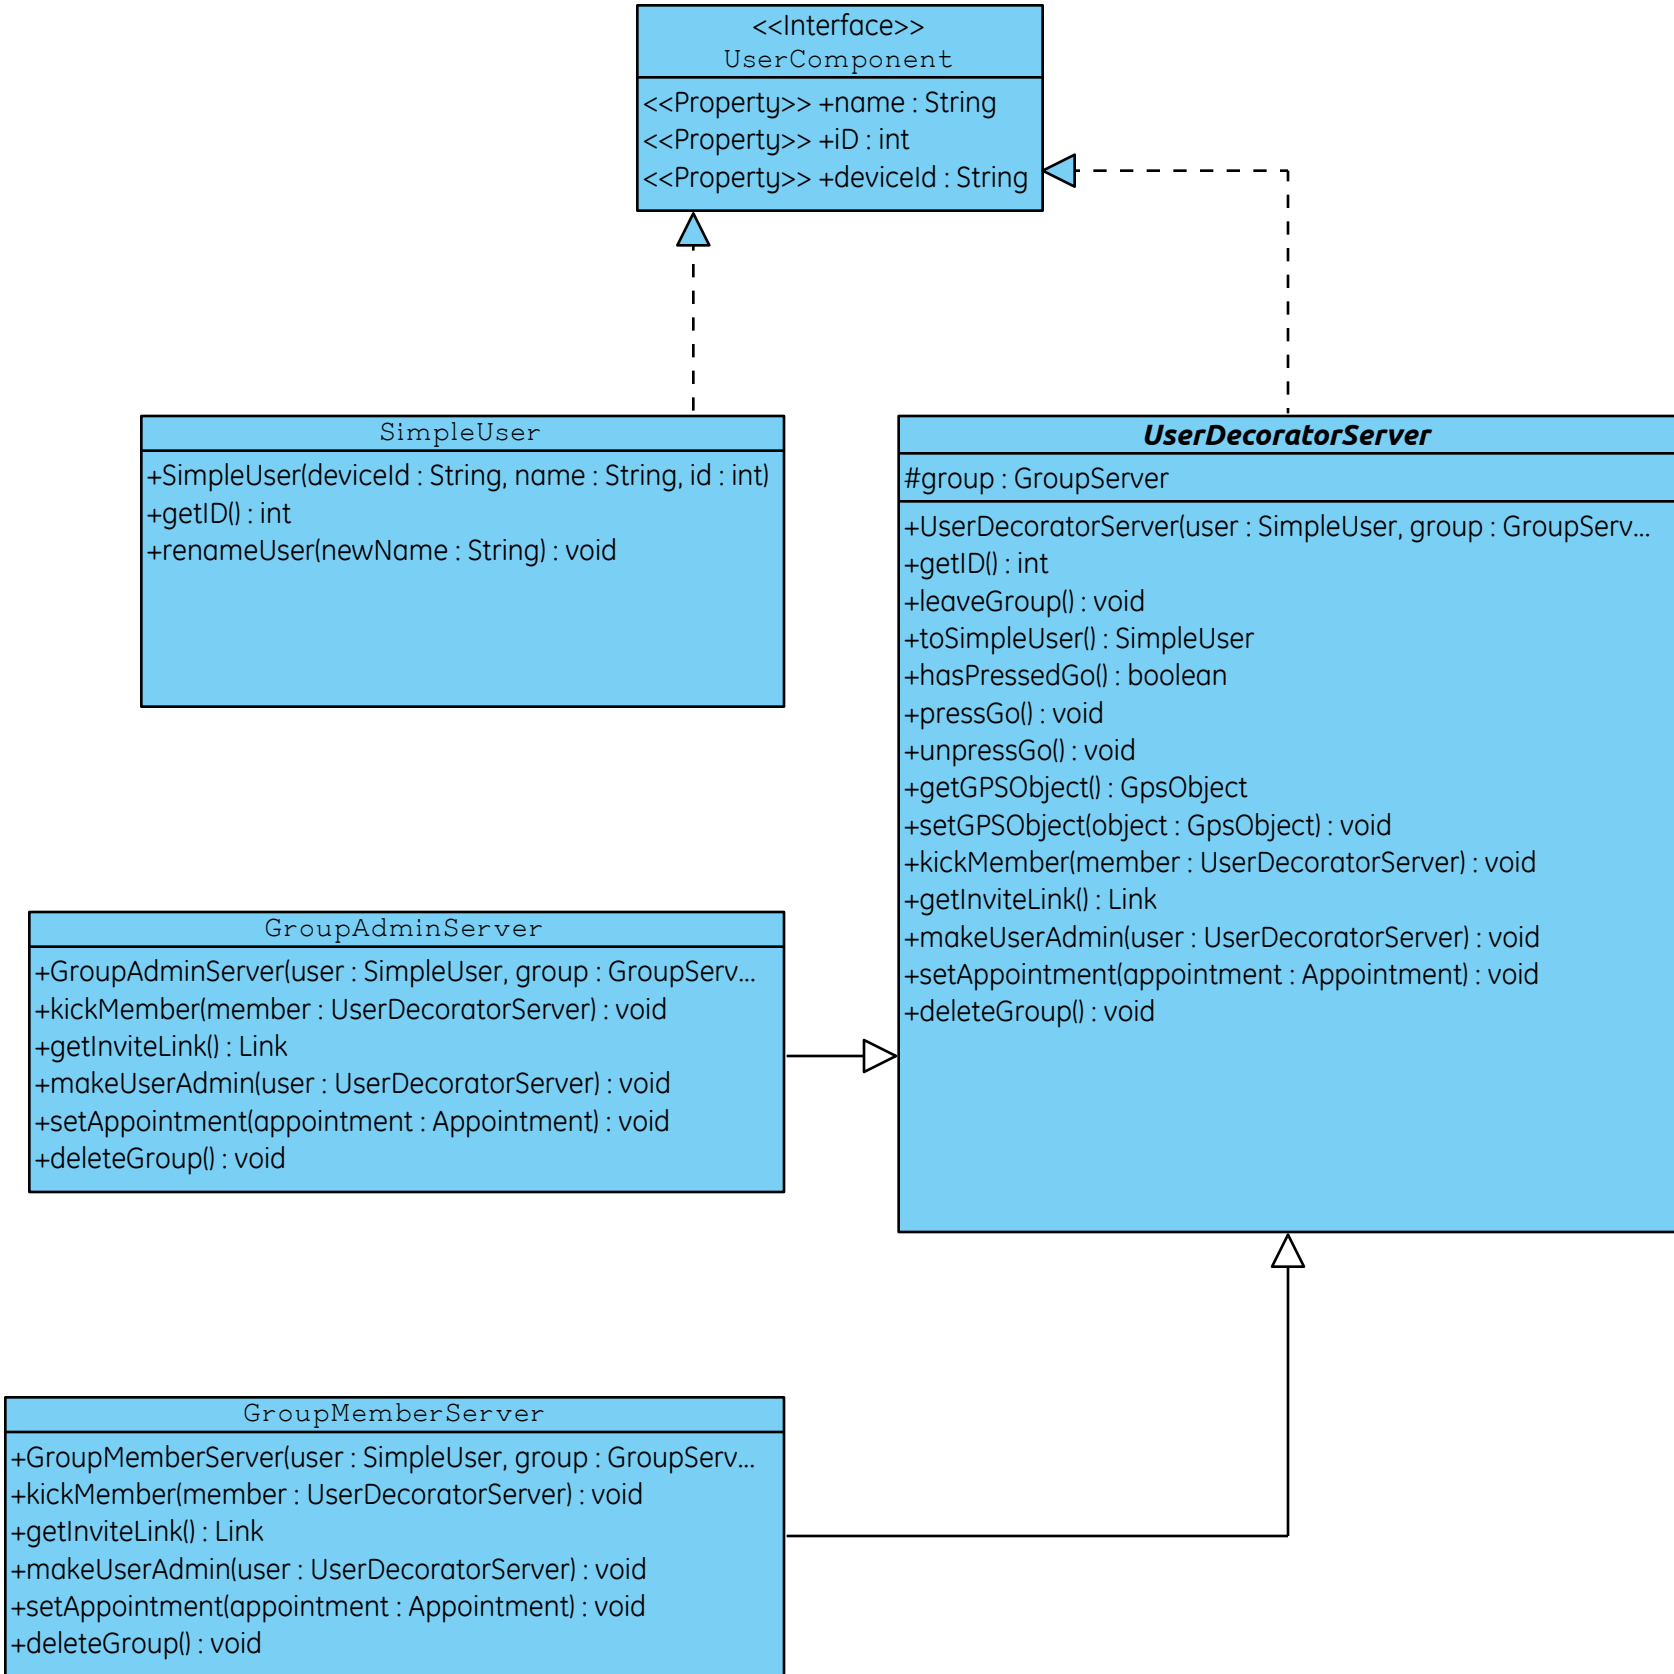 <<Interface>>
UserComponent
<<Property>> +name : String
<<Property>> +iD : int
<<Property>> +deviceId : String
SimpleUser
+SimpleUser(deviceId : String, name : String, id : int)
+getID() : int
+renameUser(newName : String) : void
UserDecoratorServer
#group : GroupServer
+UserDecoratorServer(user : SimpleUser, group : GroupServ...
+getID() : int
+leaveGroup() : void
+toSimpleUser() : SimpleUser
+hasPressedGo() : boolean
+pressGo() : void
+unpressGo() : void
+getGPSObject() : GpsObject
+setGPSObject(object : GpsObject) : void
+kickMember(member : UserDecoratorServer) : void
+getInviteLink() : Link
+makeUserAdmin(user : UserDecoratorServer) : void
+setAppointment(appointment : Appointment) : void
+deleteGroup() : void
GroupAdminServer
+GroupAdminServer(user : SimpleUser, group : GroupServ...
+kickMember(member : UserDecoratorServer) : void
+getInviteLink() : Link
+makeUserAdmin(user : UserDecoratorServer) : void
+setAppointment(appointment : Appointment) : void
+deleteGroup() : void
GroupMemberServer
+GroupMemberServer(user : SimpleUser, group : GroupServ...
+kickMember(member : UserDecoratorServer) : void
+getInviteLink() : Link
+makeUserAdmin(user : UserDecoratorServer) : void
+setAppointment(appointment : Appointment) : void
+deleteGroup() : void